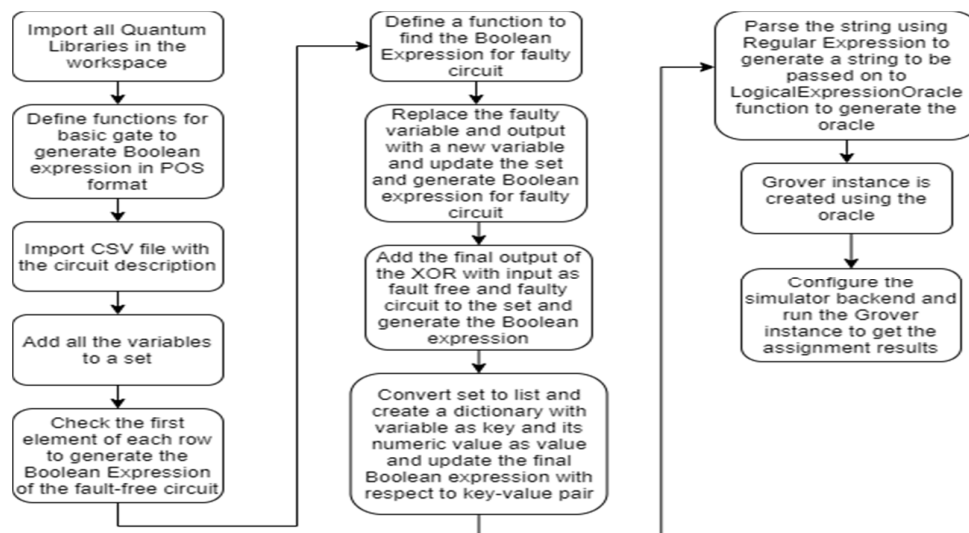 Import all Quantum
Libraries in the
workspace
Define functions for
basic gate to
generate Boolean
expression in POS
format
Import CSV file with
the circuit description
Add all the variables
to a set
Check the first
element of each row
to generate the
Boolean Expression
of the fault-free circuit
Define a function to
find the Boolean
Expression for faulty
circuit
Replace the faulty
variable and output
with a new variable
and update the set
and generate Boolean
expression for faulty
circuit
Add the final output of
the XOR with input as
fault free and faulty
circuit to the set and
generate the Boolean
expression
Convert set to list and
create a dictionary with
variable as key and its
numeric value as value
and update the final
Boolean expression with
respect to key-value pair
Parse the string using
Regular Expression to
generate a string to be
passed on to
LogicalExpressionOracle
function to generate the
oracle
Grover instance is
created using the
oracle
Configure the
simulator backend and
run the Grover
instance to get the
assignment results